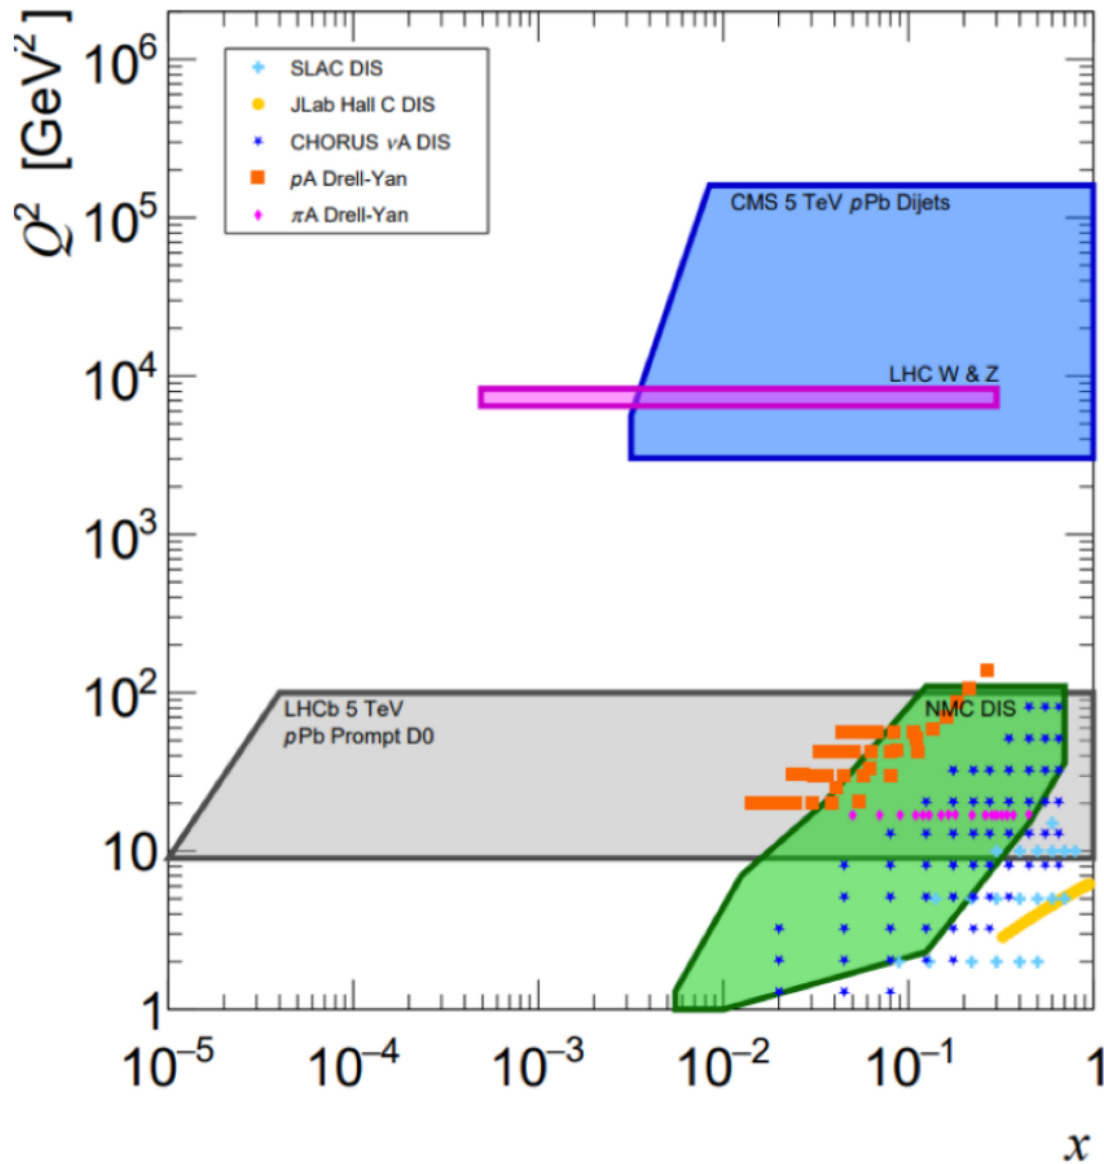 Q² [GeV²]
10⁶
10⁵
10⁴
10³
10²
10
1
SLAC DIS
JLab Hall C DIS
CHORUS νA DIS
pA Drell-Yan
πA Drell-Yan
CMS 5 TeV pPb Dijets
LHC W & Z
LHCb 5 TeV
pPb Prompt D0
NMC DIS
10⁻⁵ 10⁻⁴ 10⁻³ 10⁻² 10⁻¹ 1
x